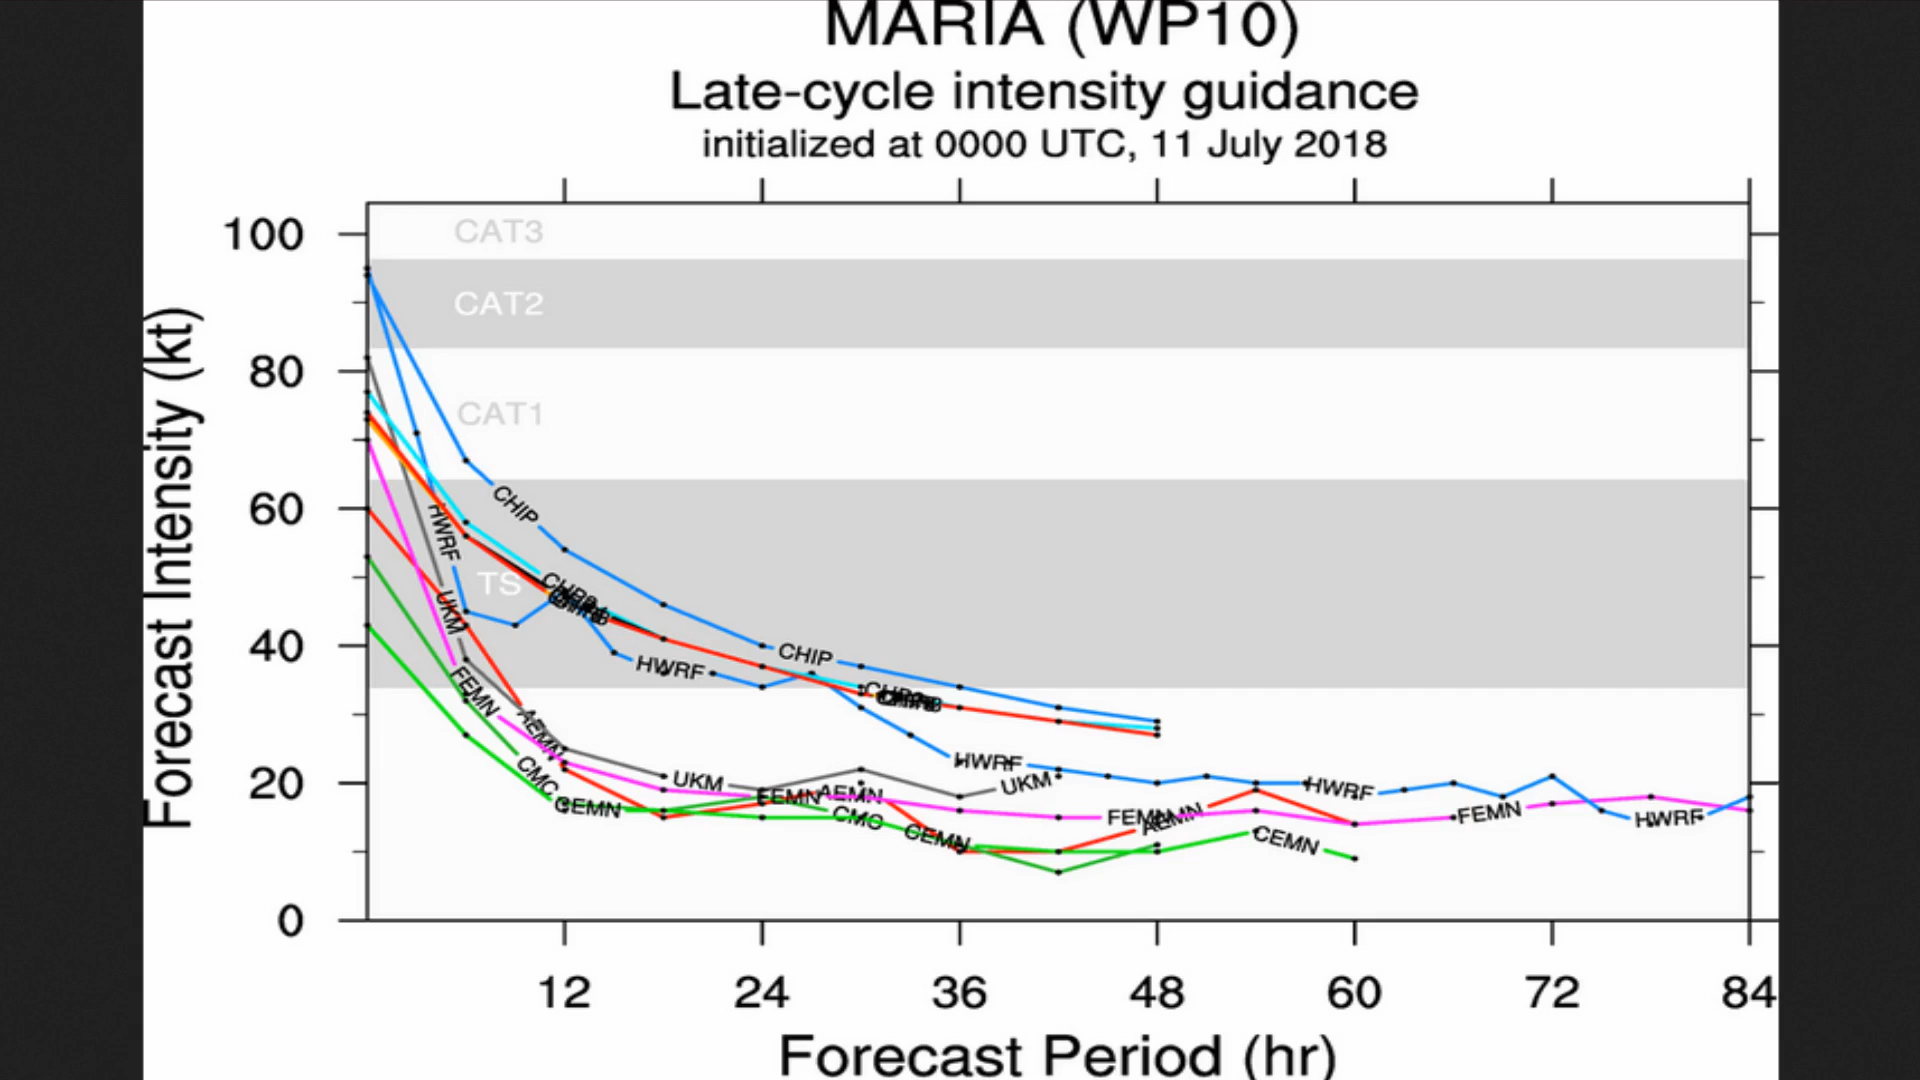 MARIA (WP10)
Late-cycle intensity guidance
initialized at 0000 UTC, 11 July 2018
Forecast Intensity (kt)
100
80
60
40
20
0
CAT3
CAT2
CAT1
TS
CHIP
HWRF
UKM
FEMN
AEMN
CMC
CEMN
CHIP
HWRF
UKM
FEMN
AEMN
CMC
CEMN
HWRF
UKM
FEMN
AEMN
CEMN
HWRF
FEMN
HWRF
12 24 36 48 60 72 84
Forecast Period (hr)